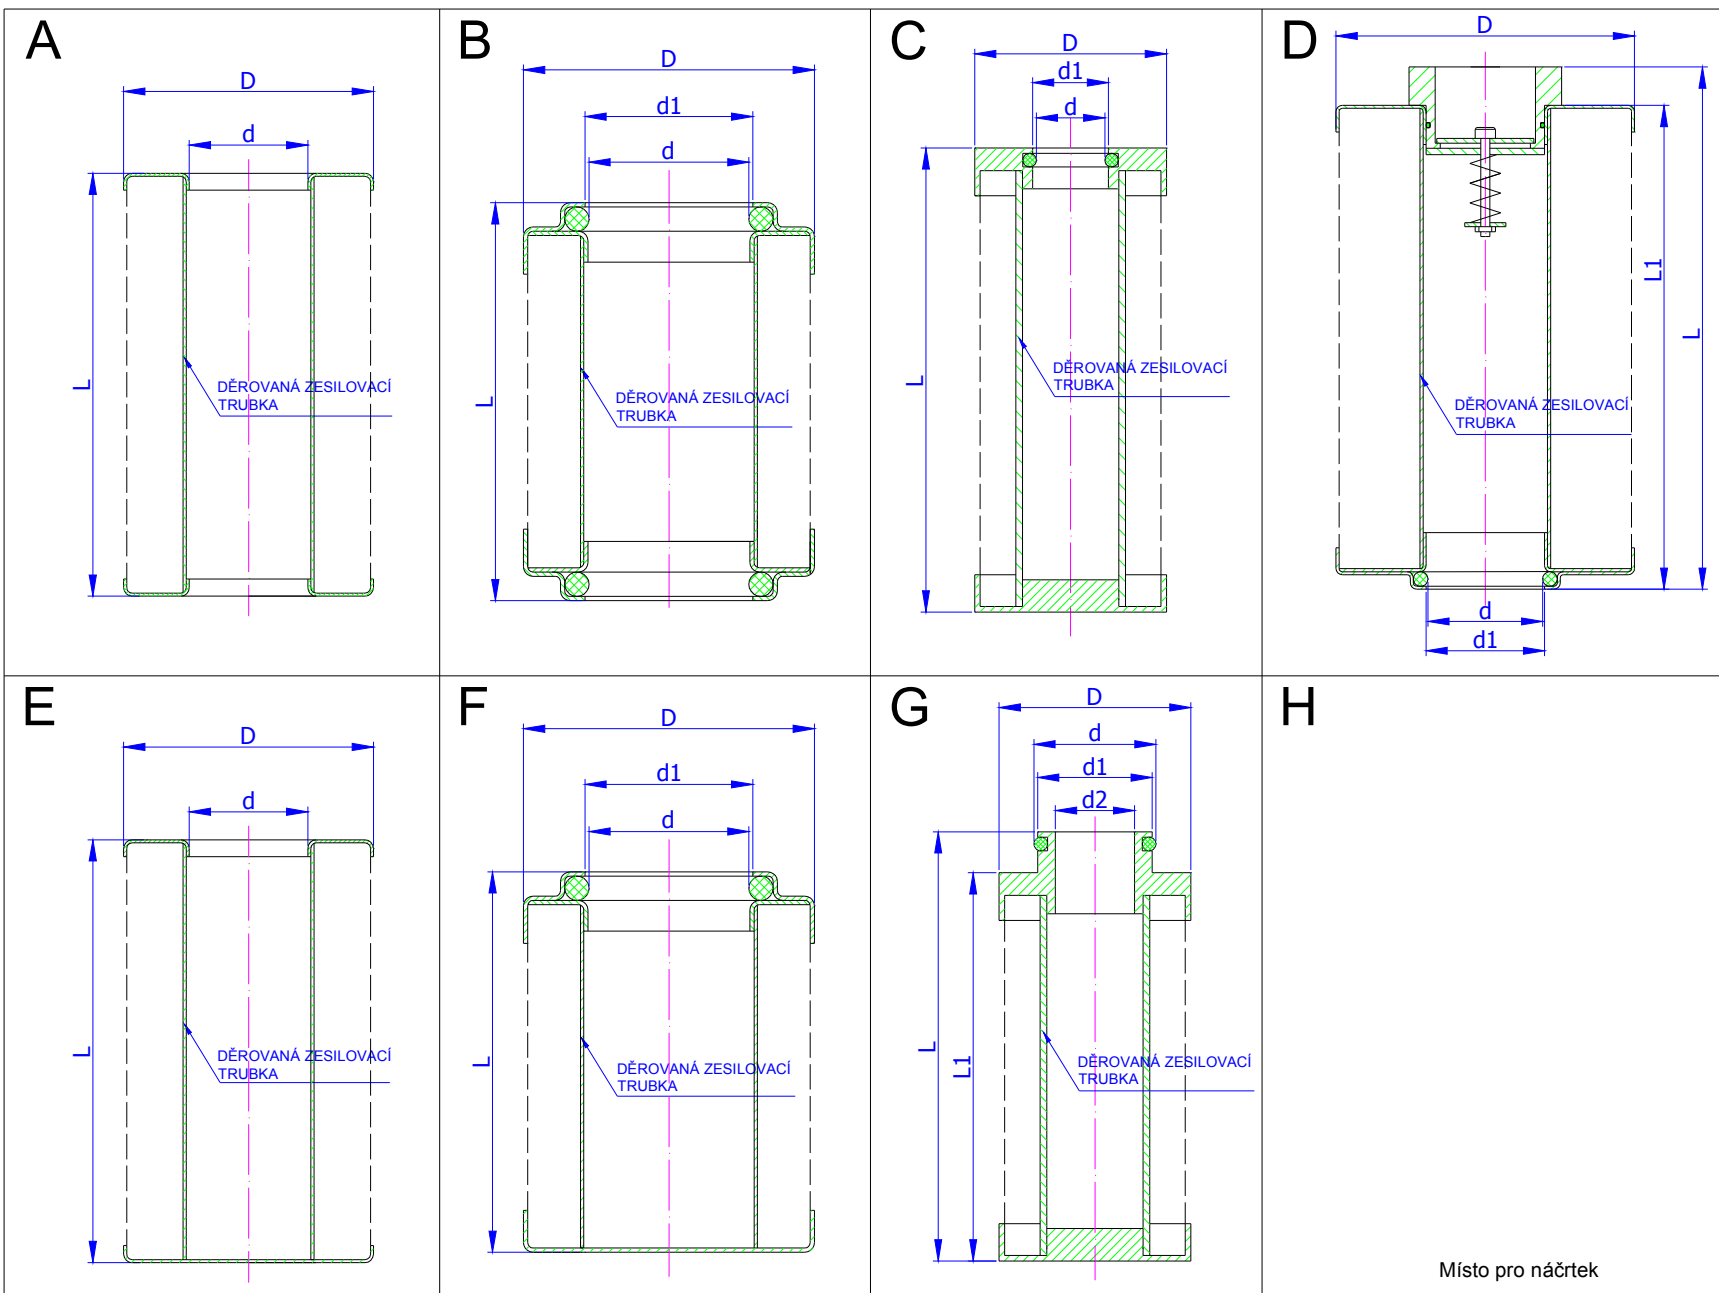 A
D
d
L
DĚROVANÁ ZESILOVACÍ
TRUBKA
B
D
d1
d
L
DĚROVANÁ ZESILOVACÍ
TRUBKA
C
D
d1
d
L
DĚROVANÁ ZESILOVACÍ
TRUBKA
D
D
L1
L
DĚROVANÁ ZESILOVACÍ
TRUBKA
d
d1
E
D
d
L
DĚROVANÁ ZESILOVACÍ
TRUBKA
F
D
d1
d
L
DĚROVANÁ ZESILOVACÍ
TRUBKA
G
D
d
d1
d2
L
L1
DĚROVANÁ ZESILOVACÍ
TRUBKA
H
Místo pro náčrtek